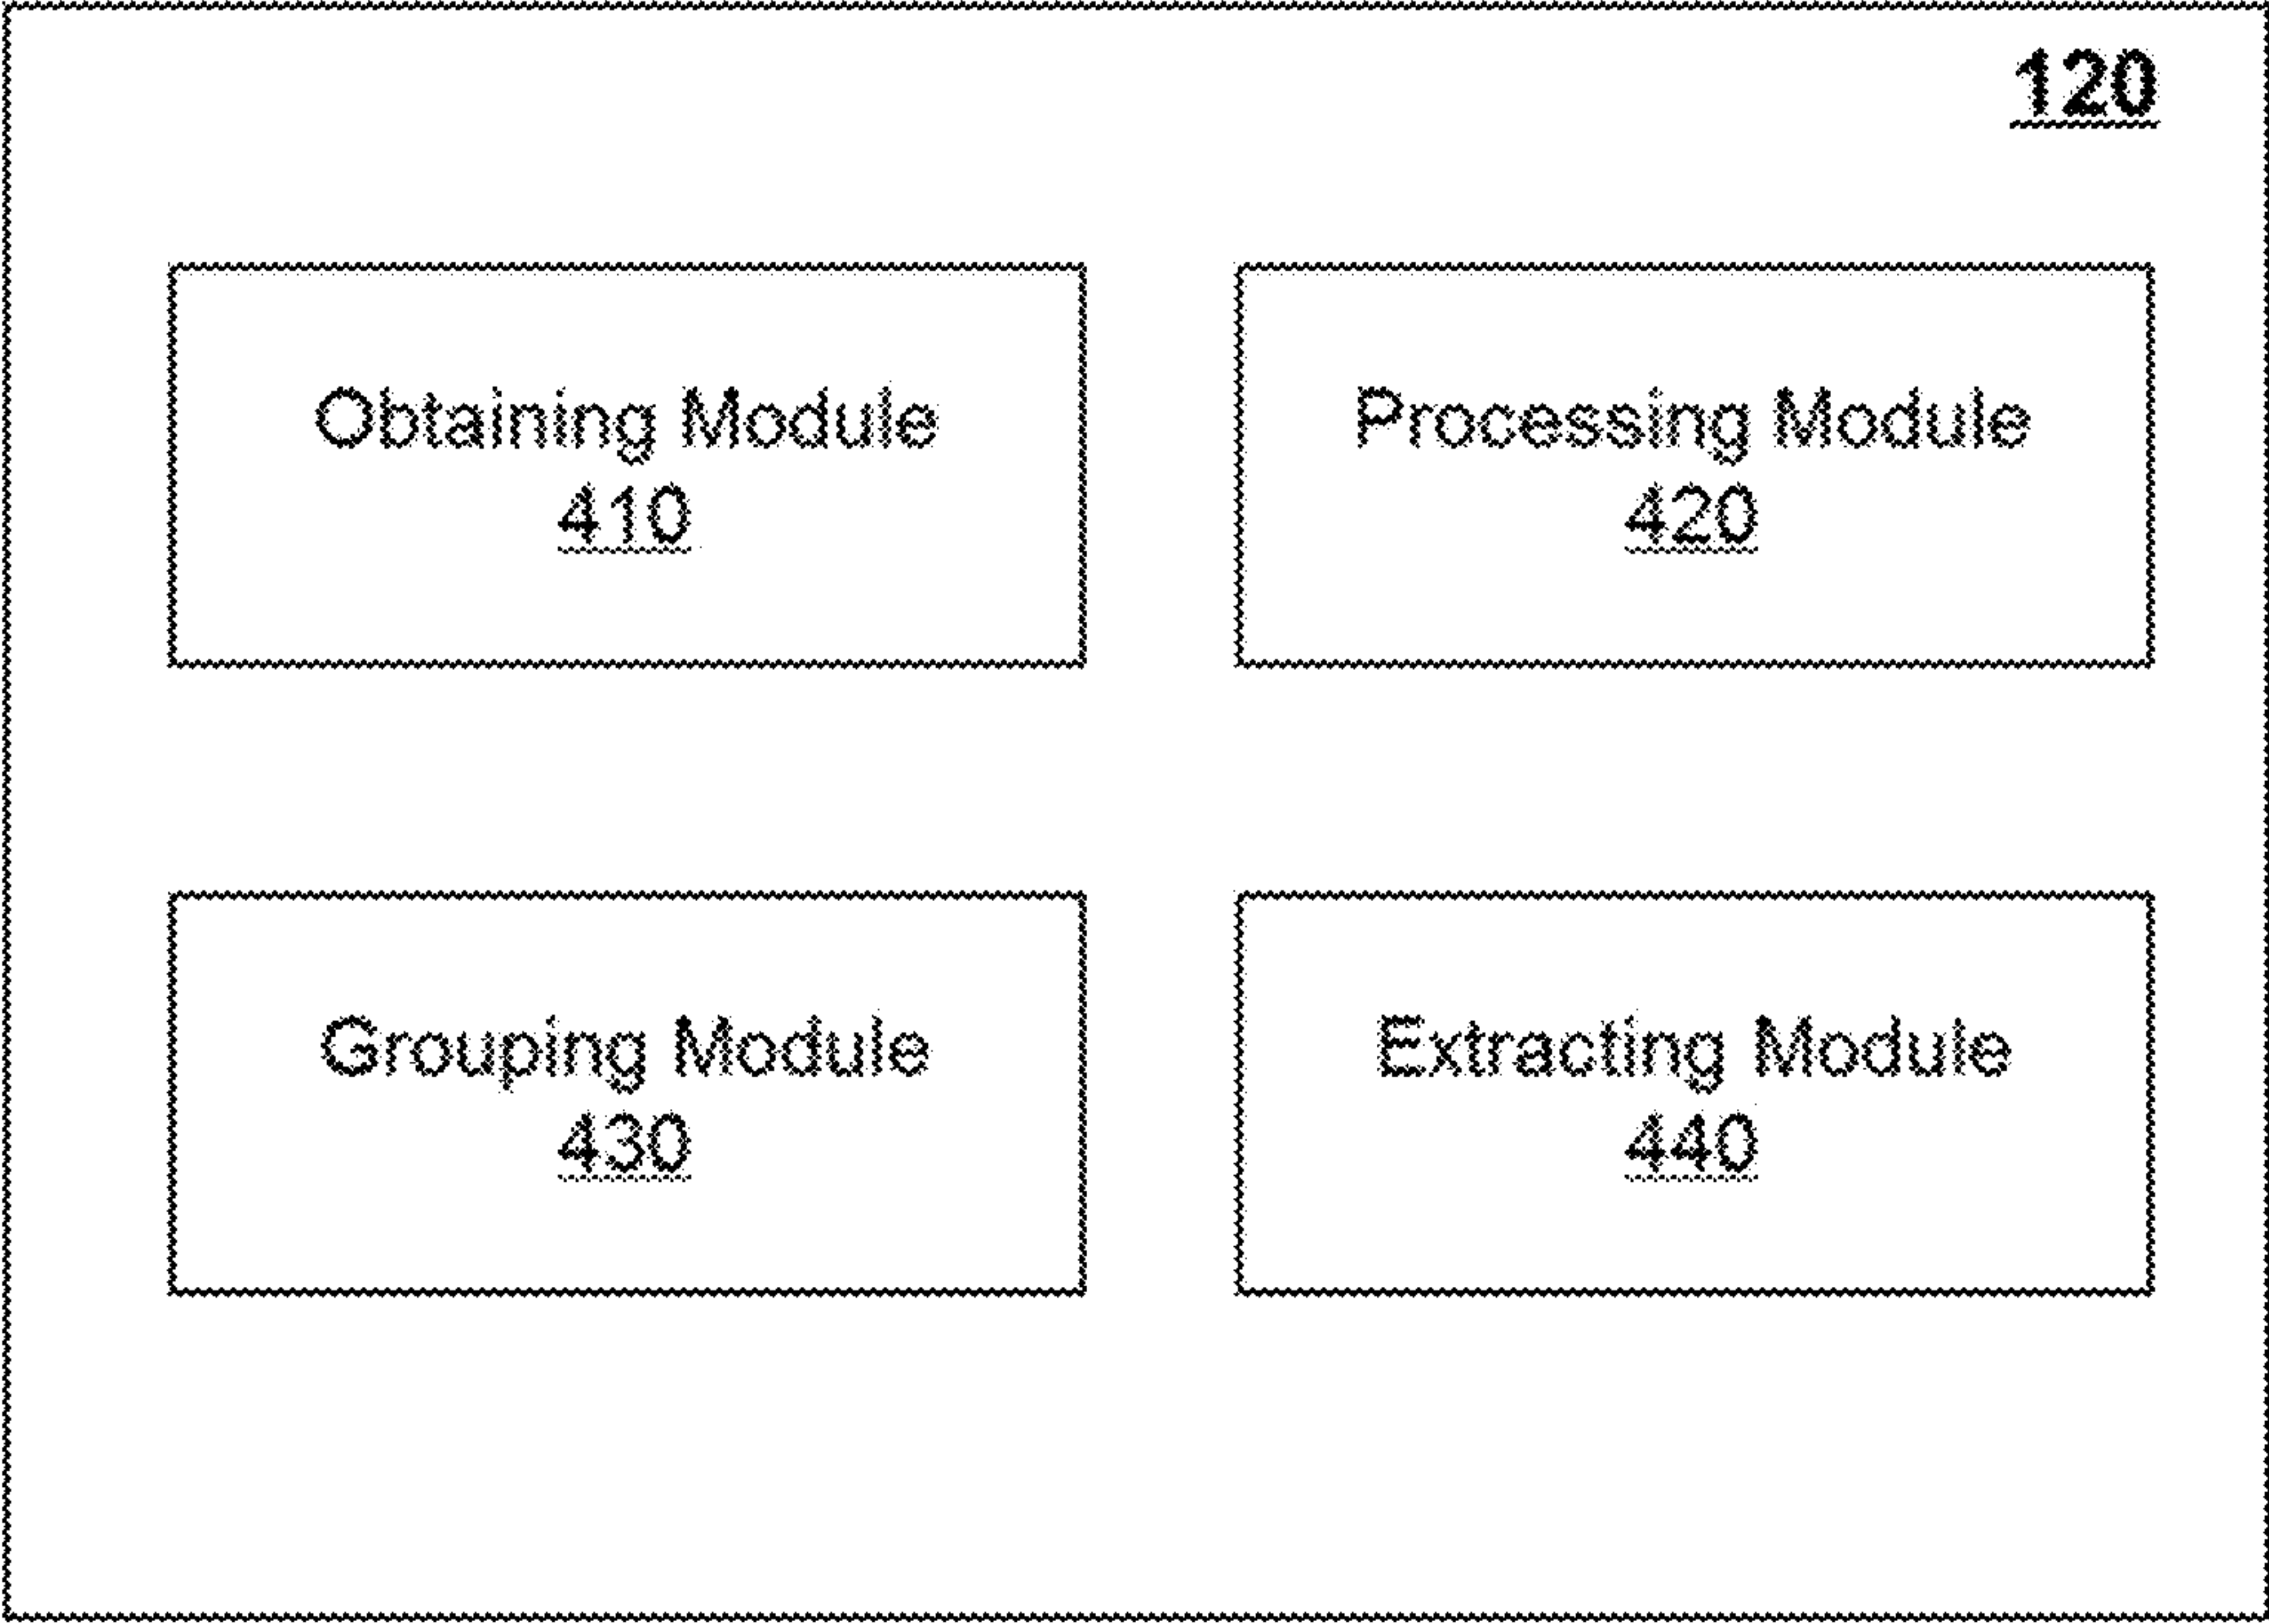 120
Obtaining Module
410
Processing Module
420
Grouping Module
430
Extracting Module
440